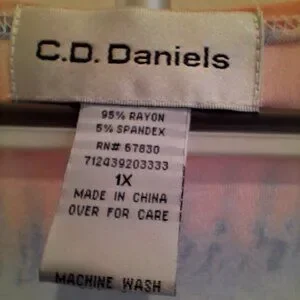 C.D. Daniels
95% RAYON
5% SPANDEX
RN# 67830
712439203333
1X
MADE IN CHINA
OVER FOR CARE
MACHINE WASH